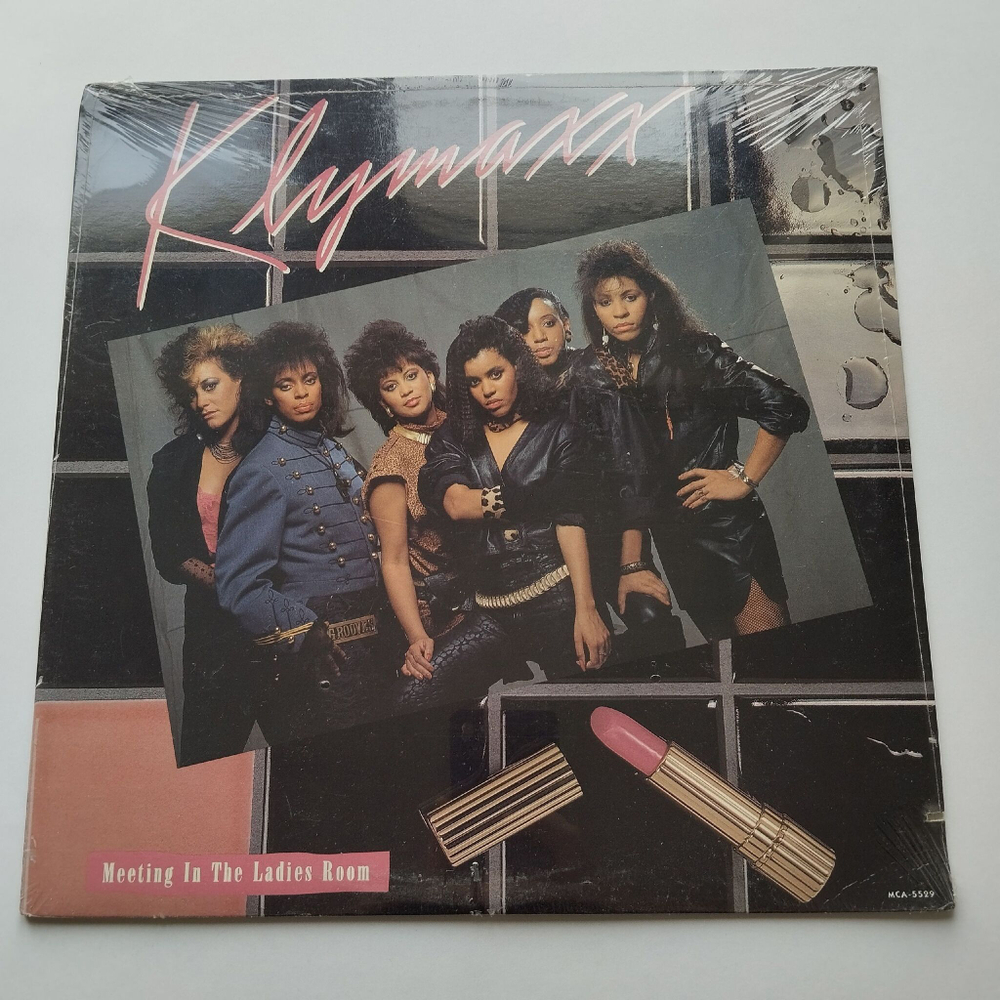 Klymaxx
Meeting In The Ladies Room
MCA-5529